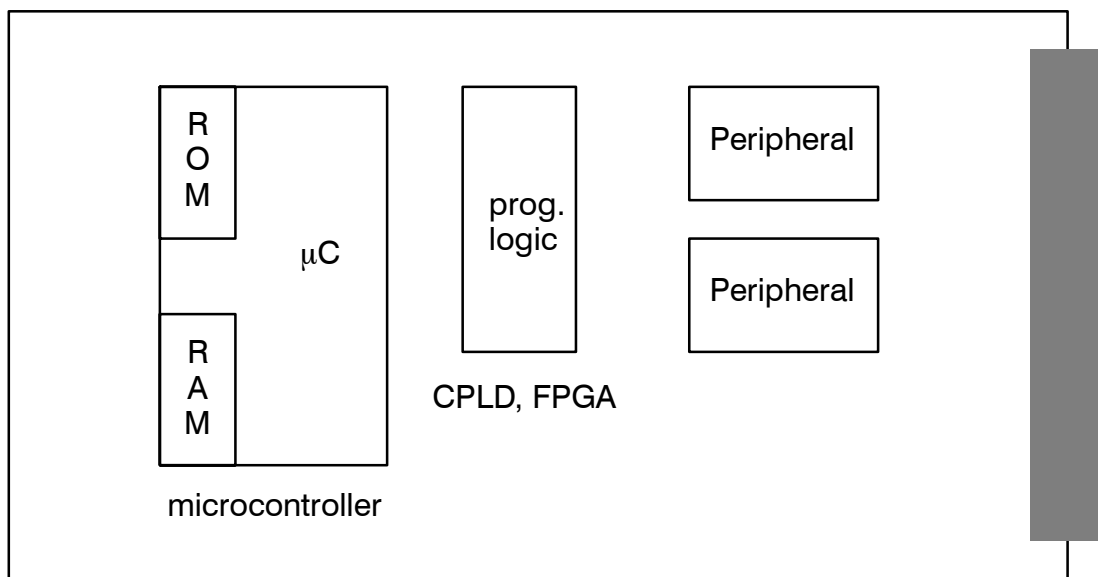 R
O
M
μC
R
A
M
microcontroller
prog.
logic
CPLD, FPGA
Peripheral
Peripheral